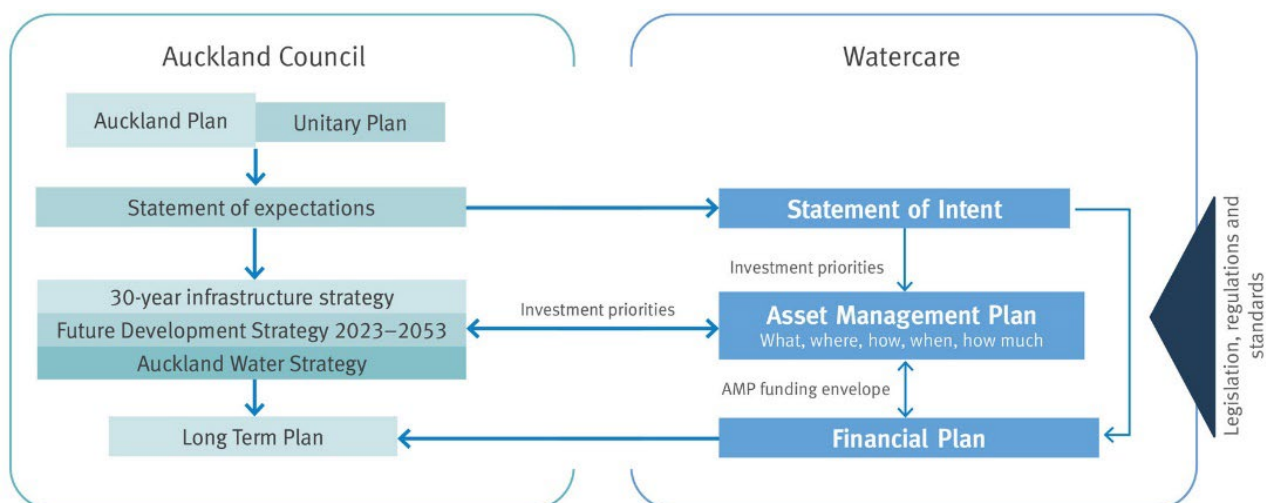 Auckland Council
Auckland Plan
Unitary Plan
Statement of expectations
30-year infrastructure strategy
Future Development Strategy 2023–2053
Auckland Water Strategy
Long Term Plan
Investment priorities
Watercare
Statement of Intent
Investment priorities
Asset Management Plan
What, where, how, when, how much
AMP funding envelope
Financial Plan
Legislation, regulations and
standards